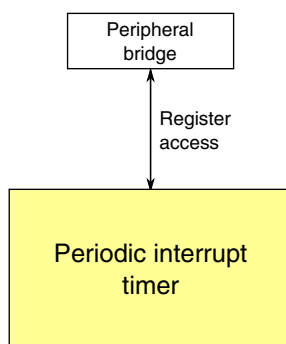 Peripheral
bridge
Register
access
Periodic interrupt
timer